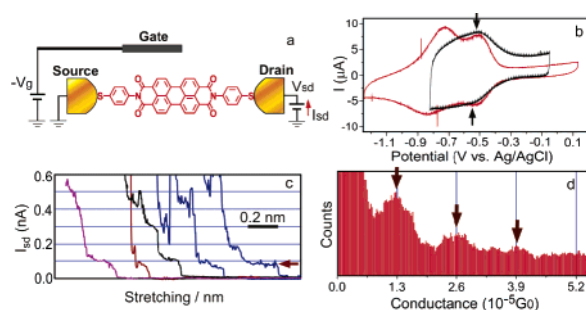 Gate
a
Source
Drain
-Vg
Vsd
Isd
S
N
O
O
O
O
N
S
b
10
5
0
-5
-10
I (μA)
-1.1
-0.9
-0.7
-0.5
-0.3
-0.1
0.1
Potential (V vs. Ag/AgCl)
c
0.6
0.4
0.2
0.0
Isd (nA)
0.2 nm
Stretching / nm
d
Counts
0.0
1.3
2.6
3.9
5.2
Conductance (10-5G0)